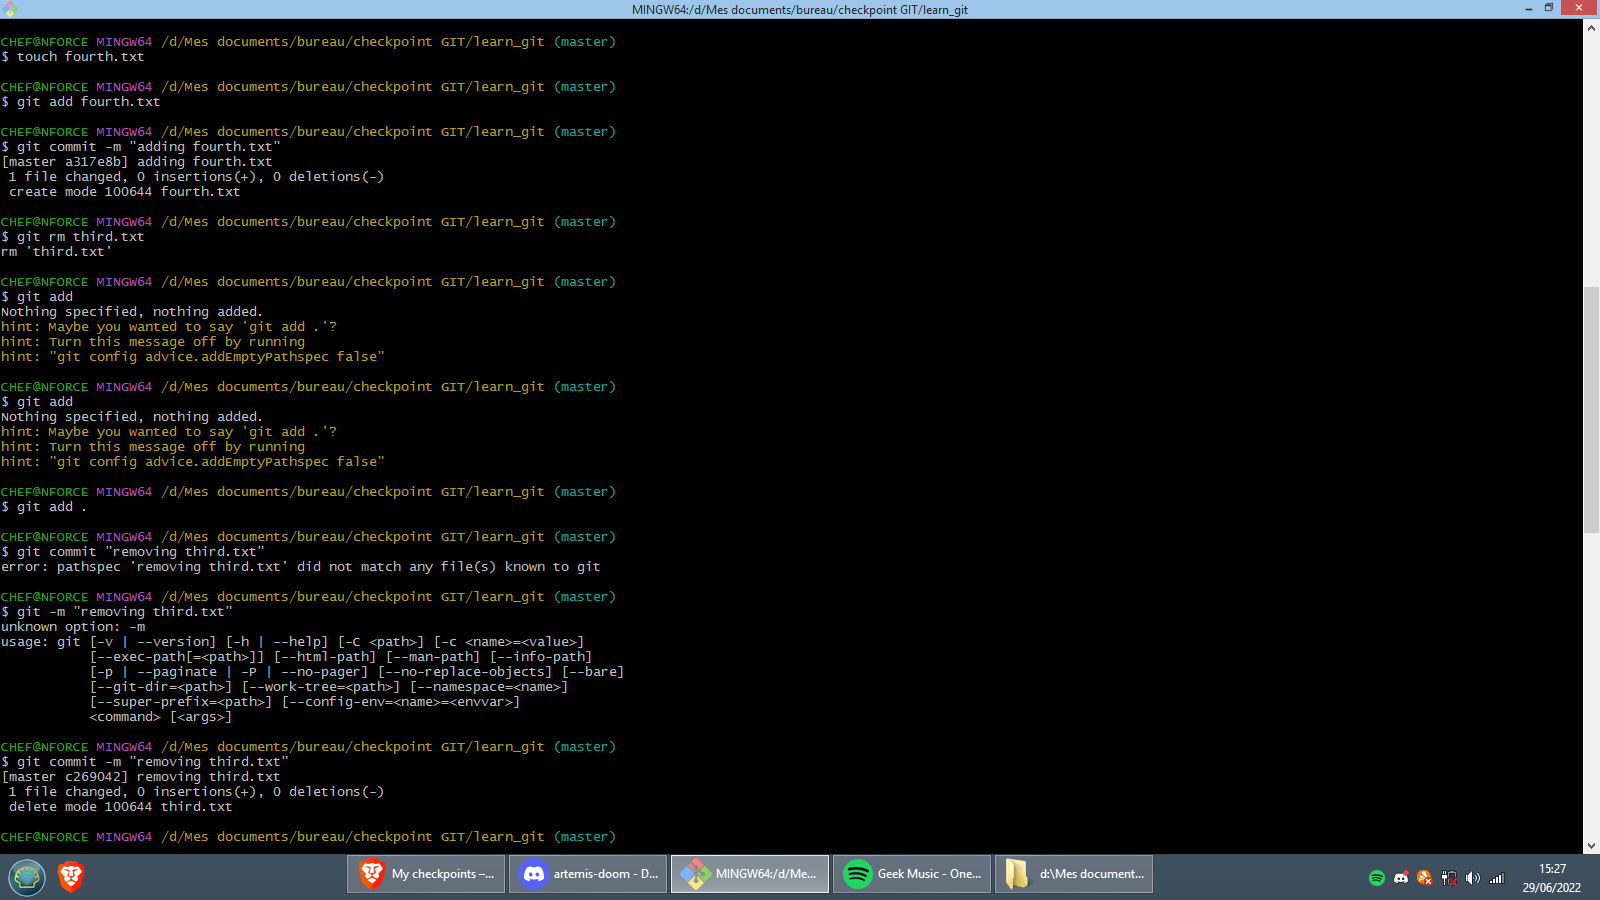 MINGW64:/d/Mes documents/bureau/checkpoint GIT/learn_git
CHEF@NFORCE MINGW64 /d/Mes documents/bureau/checkpoint GIT/learn_git (master)
$ touch fourth.txt
CHEF@NFORCE MINGW64 /d/Mes documents/bureau/checkpoint GIT/learn_git (master)
$ git add fourth.txt
CHEF@NFORCE MINGW64 /d/Mes documents/bureau/checkpoint GIT/learn_git (master)
$ git commit -m "adding fourth.txt"
[master a317e8b] adding fourth.txt
 1 file changed, 0 insertions(+), 0 deletions(-)
 create mode 100644 fourth.txt
CHEF@NFORCE MINGW64 /d/Mes documents/bureau/checkpoint GIT/learn_git (master)
$ git rm third.txt
rm 'third.txt'
CHEF@NFORCE MINGW64 /d/Mes documents/bureau/checkpoint GIT/learn_git (master)
$ git add
Nothing specified, nothing added.
hint: Maybe you wanted to say 'git add .'?
hint: Turn this message off by running
hint: "git config advice.addEmptyPathspec false"
CHEF@NFORCE MINGW64 /d/Mes documents/bureau/checkpoint GIT/learn_git (master)
$ git add
Nothing specified, nothing added.
hint: Maybe you wanted to say 'git add .'?
hint: Turn this message off by running
hint: "git config advice.addEmptyPathspec false"
CHEF@NFORCE MINGW64 /d/Mes documents/bureau/checkpoint GIT/learn_git (master)
$ git add .
CHEF@NFORCE MINGW64 /d/Mes documents/bureau/checkpoint GIT/learn_git (master)
$ git commit "removing third.txt"
error: pathspec 'removing third.txt' did not match any file(s) known to git
CHEF@NFORCE MINGW64 /d/Mes documents/bureau/checkpoint GIT/learn_git (master)
$ git -m "removing third.txt"
unknown option: -m
usage: git [-v | --version] [-h | --help] [-C <path>] [-c <name>=<value>]
           [--exec-path[=<path>]] [--html-path] [--man-path] [--info-path]
           [-p | --paginate | -P | --no-pager] [--no-replace-objects] [--bare]
           [--git-dir=<path>] [--work-tree=<path>] [--namespace=<name>]
           [--super-prefix=<path>] [--config-env=<name>=<envvar>]
           <command> [<args>]
CHEF@NFORCE MINGW64 /d/Mes documents/bureau/checkpoint GIT/learn_git (master)
$ git commit -m "removing third.txt"
[master c269042] removing third.txt
 1 file changed, 0 insertions(+), 0 deletions(-)
 delete mode 100644 third.txt
CHEF@NFORCE MINGW64 /d/Mes documents/bureau/checkpoint GIT/learn_git (master)
My checkpoints –...
artemis-doom - D...
MINGW64:/d/Me...
Geek Music - One...
d:\Mes document...
15:27
29/06/2022